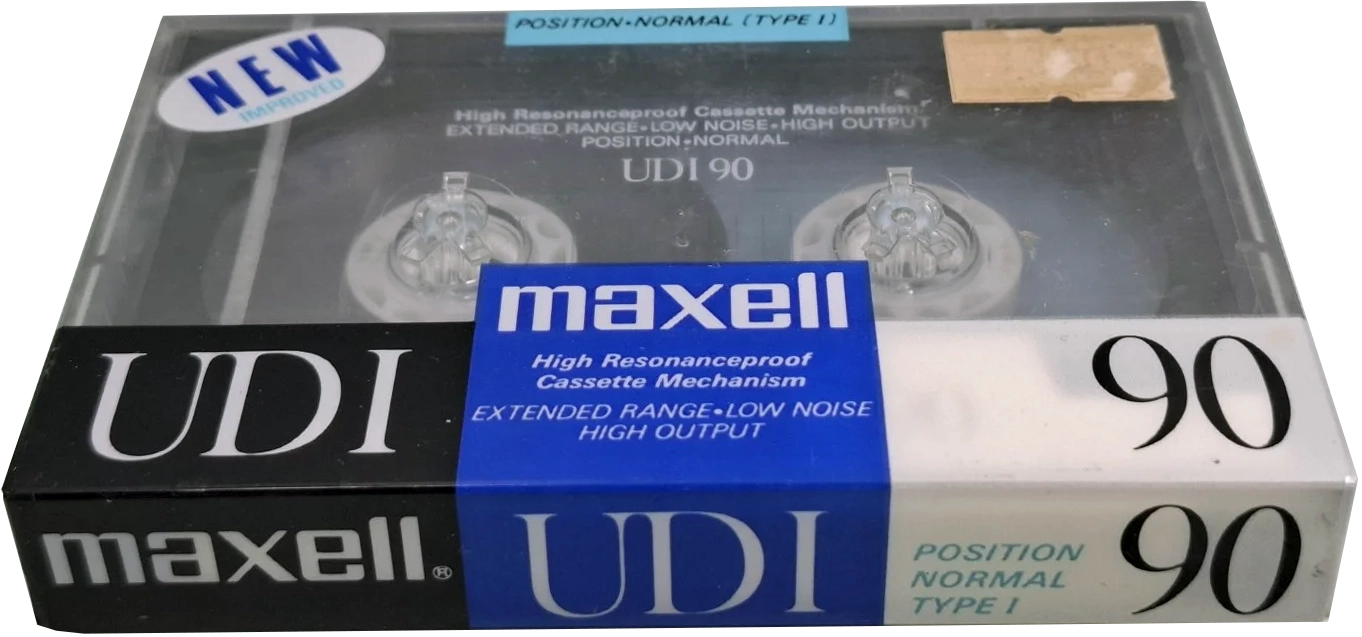 POSITION•NORMAL (TYPE I)
NEW
IMPROVED
High Resonanceproof Cassette Mechanism
EXTENDED RANGE•LOW NOISE•HIGH OUTPUT
POSITION•NORMAL
UDI 90
maxell
High Resonanceproof
Cassette Mechanism
EXTENDED RANGE•LOW NOISE
HIGH OUTPUT
UDI
90
maxell®
UDI
POSITION
NORMAL
TYPE I
90